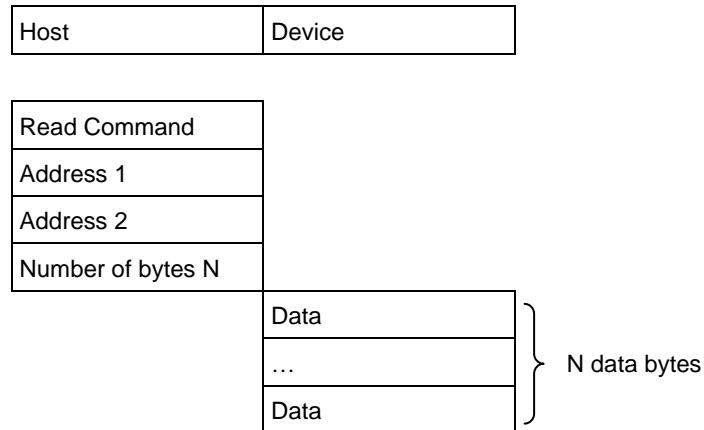 Host Device
Read Command
Address 1
Address 2
Number of bytes N
Data
…
N data bytes
Data